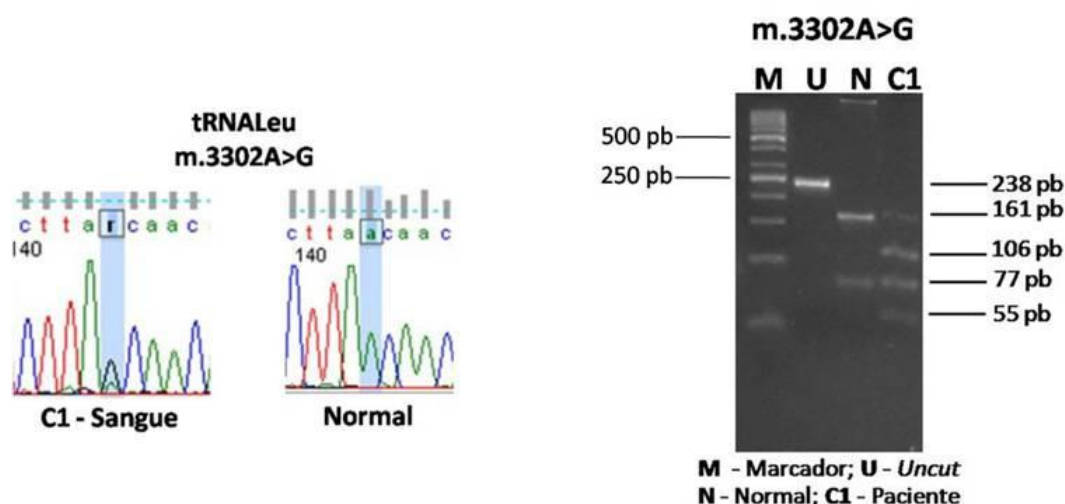 tRNALeu
m.3302A>G
c t t a r c a a c
140
C1 - Sangue
c t t a a c a a c
140
Normal
m.3302A>G
M U N C1
500 pb
250 pb
238 pb
161 pb
106 pb
77 pb
55 pb
M - Marcador; U - Uncut
N - Normal; C1 - Paciente